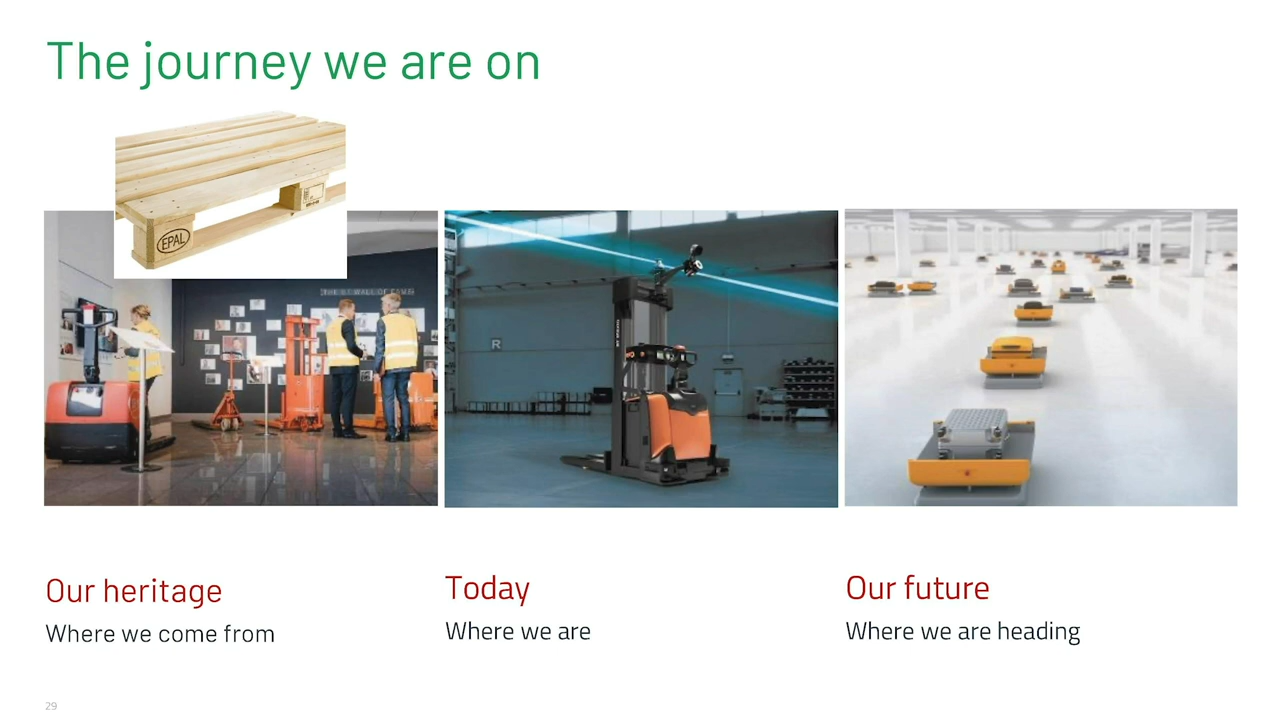 The journey we are on
EPAL
THE BT WALL OF FAME
R
Our heritage
Where we come from
Today
Where we are
Our future
Where we are heading
29